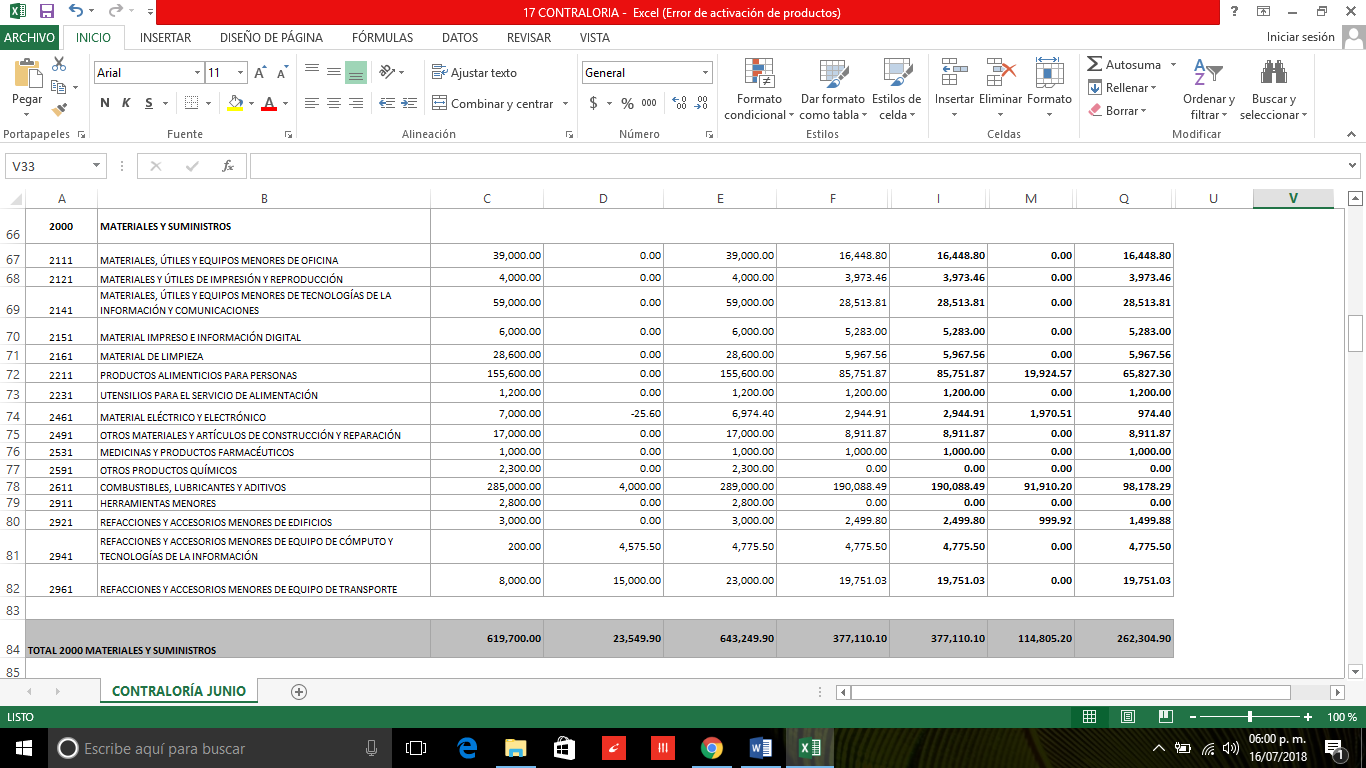 17 CONTRALORIA - Excel (Error de activación de productos)
ARCHIVO INICIO INSERTAR DISEÑO DE PÁGINA FÓRMULAS DATOS REVISAR VISTA Iniciar sesión
Pegar Arial 11 Ajustar texto General Formato condicional Dar formato como tabla Estilos de celda Insertar Eliminar Formato Autosuma Rellenar Borrar Ordenar y filtrar Buscar y seleccionar
N K S Combinar y centrar $ % 000
Portapapeles Fuente Alineación Número Estilos Celdas Modificar
V33 fx
A B C D E F I M Q U V
66 2000 MATERIALES Y SUMINISTROS
67 2111 MATERIALES, ÚTILES Y EQUIPOS MENORES DE OFICINA 39,000.00 0.00 39,000.00 16,448.80 16,448.80 0.00 16,448.80
68 2121 MATERIALES Y ÚTILES DE IMPRESIÓN Y REPRODUCCIÓN 4,000.00 0.00 4,000.00 3,973.46 3,973.46 0.00 3,973.46
MATERIALES, ÚTILES Y EQUIPOS MENORES DE TECNOLOGÍAS DE LA
69 2141 INFORMACIÓN Y COMUNICACIONES 59,000.00 0.00 59,000.00 28,513.81 28,513.81 0.00 28,513.81
70 2151 MATERIAL IMPRESO E INFORMACIÓN DIGITAL 6,000.00 0.00 6,000.00 5,283.00 5,283.00 0.00 5,283.00
71 2161 MATERIAL DE LIMPIEZA 28,600.00 0.00 28,600.00 5,967.56 5,967.56 0.00 5,967.56
72 2211 PRODUCTOS ALIMENTICIOS PARA PERSONAS 155,600.00 0.00 155,600.00 85,751.87 85,751.87 19,924.57 65,827.30
73 2231 UTENSILIOS PARA EL SERVICIO DE ALIMENTACIÓN 1,200.00 0.00 1,200.00 1,200.00 1,200.00 0.00 1,200.00
74 2461 MATERIAL ELÉCTRICO Y ELECTRÓNICO 7,000.00 -25.60 6,974.40 2,944.91 2,944.91 1,970.51 974.40
75 2491 OTROS MATERIALES Y ARTÍCULOS DE CONSTRUCCIÓN Y REPARACIÓN 17,000.00 0.00 17,000.00 8,911.87 8,911.87 0.00 8,911.87
76 2531 MEDICINAS Y PRODUCTOS FARMACÉUTICOS 1,000.00 0.00 1,000.00 1,000.00 1,000.00 0.00 1,000.00
77 2591 OTROS PRODUCTOS QUÍMICOS 2,300.00 0.00 2,300.00 0.00 0.00 0.00 0.00
78 2611 COMBUSTIBLES, LUBRICANTES Y ADITIVOS 285,000.00 4,000.00 289,000.00 190,088.49 190,088.49 91,910.20 98,178.29
79 2911 HERRAMIENTAS MENORES 2,800.00 0.00 2,800.00 0.00 0.00 0.00 0.00
80 2921 REFACCIONES Y ACCESORIOS MENORES DE EDIFICIOS 3,000.00 0.00 3,000.00 2,499.80 2,499.80 999.92 1,499.88
REFACCIONES Y ACCESORIOS MENORES DE EQUIPO DE CÓMPUTO Y
81 2941 TECNOLOGÍAS DE LA INFORMACIÓN 200.00 4,575.50 4,775.50 4,775.50 4,775.50 0.00 4,775.50
82 2961 REFACCIONES Y ACCESORIOS MENORES DE EQUIPO DE TRANSPORTE 8,000.00 15,000.00 23,000.00 19,751.03 19,751.03 0.00 19,751.03
83
84 TOTAL 2000 MATERIALES Y SUMINISTROS 619,700.00 23,549.90 643,249.90 377,110.10 377,110.10 114,805.20 262,304.90
85
CONTRALORÍA JUNIO
LISTO 100 %
Escribe aquí para buscar 06:00 p. m.
16/07/2018 1